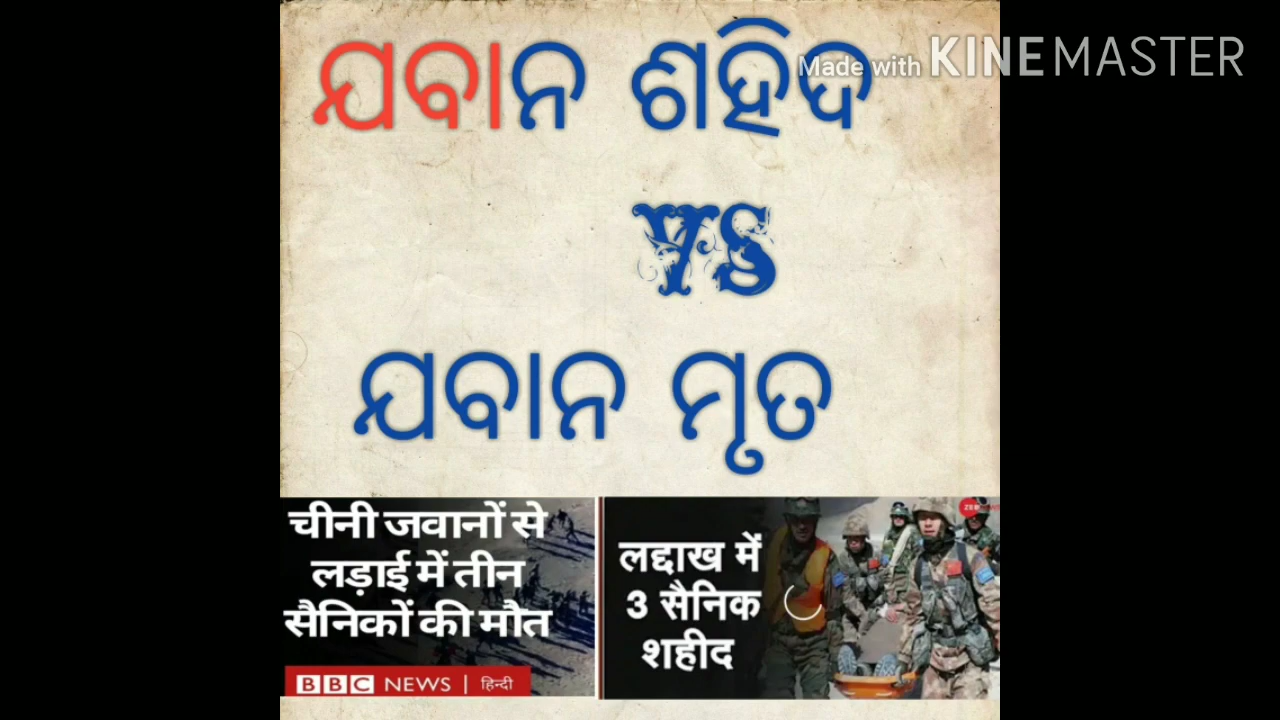 ଯବାନ ଶହିଦ
Made with KINEMASTER
VS
ଯବାନ ମୃତ
चीनी जवानों से
लड़ाई में तीन
सैनिकों की मौत
BBC NEWS | हिन्दी
लद्दाख में
3 सैनिक
शहीद